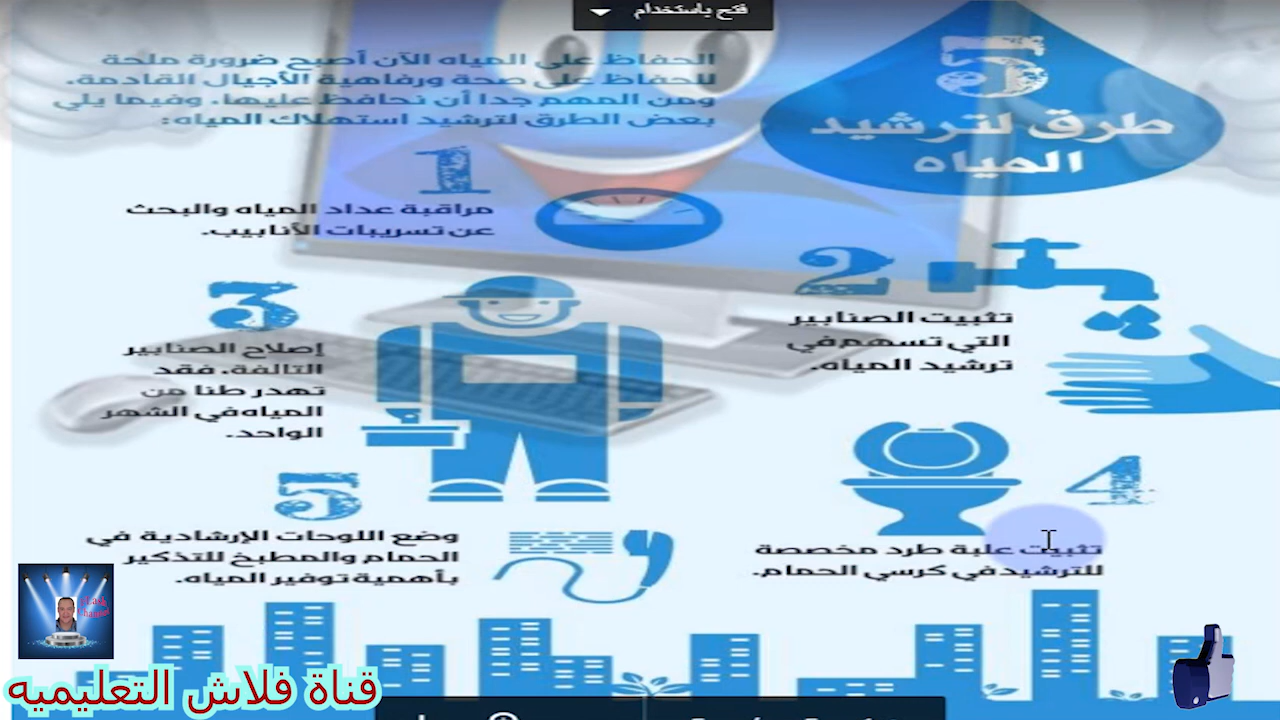 فتح باستخدام
5
طرق لترشيد
المياه
الحفاظ على المياه الآن أصبح ضرورة ملحة
للحفاظ على صحة ورفاهية الأجيال القادمة.
ومن المهم جدا أن نحافظ عليها، وفيما يلي
بعض الطرق لترشيد استهلاك المياه:
1
مراقبة عداد المياه والبحث
عن تسريبات الأنابيب.
2
تثبيت الصنابير
التي تسهم في
ترشيد المياه.
3
إصلاح الصنابير
التالفة، فقد
تهدر طنا من
المياه في الشهر
الواحد.
4
تثبيت علبة طرد مخصصة
للترشيد في كرسي الحمام.
5
وضع اللوحات الإرشادية في
الحمام والمطبخ للتذكير
بأهمية توفير المياه.
قناة فلاش التعليميه